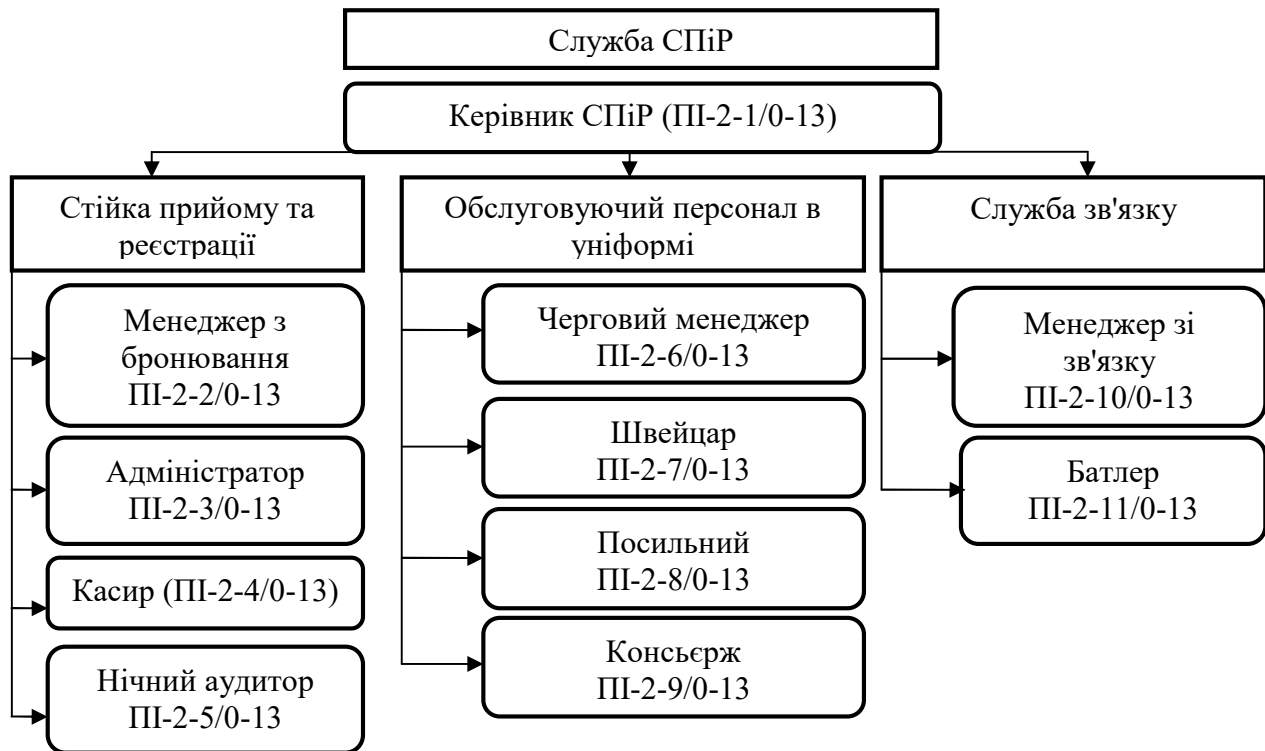 Служба СПіР
Керівник СПіР (ПІ-2-1/0-13)
Стійка прийому та
реєстрації
Менеджер з
бронювання
ПІ-2-2/0-13
Адміністратор
ПІ-2-3/0-13
Касир (ПІ-2-4/0-13)
Нічний аудитор
ПІ-2-5/0-13
Обслуговуючий персонал в
уніформі
Черговий менеджер
ПІ-2-6/0-13
Швейцар
ПІ-2-7/0-13
Посильний
ПІ-2-8/0-13
Консьєрж
ПІ-2-9/0-13
Служба зв'язку
Менеджер зі
зв'язку
ПІ-2-10/0-13
Батлер
ПІ-2-11/0-13